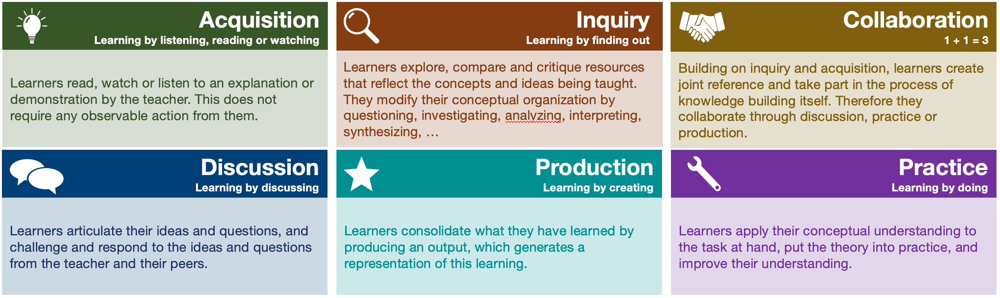 Acquisition
Learning by listening, reading or watching
Learners read, watch or listen to an explanation or
demonstration by the teacher. This does not
require any observable action from them.
Inquiry
Learning by finding out
Learners explore, compare and critique resources
that reflect the concepts and ideas being taught.
They modify their conceptual organization by
questioning, investigating, analyzing, interpreting,
synthesizing, …
Collaboration
1 + 1 = 3
Building on inquiry and acquisition, learners create
joint reference and take part in the process of
knowledge building itself. Therefore they
collaborate through discussion, practice or
production.
Discussion
Learning by discussing
Learners articulate their ideas and questions, and
challenge and respond to the ideas and questions
from the teacher and their peers.
Production
Learning by creating
Learners consolidate what they have learned by
producing an output, which generates a
representation of this learning.
Practice
Learning by doing
Learners apply their conceptual understanding to
the task at hand, put the theory into practice, and
improve their understanding.